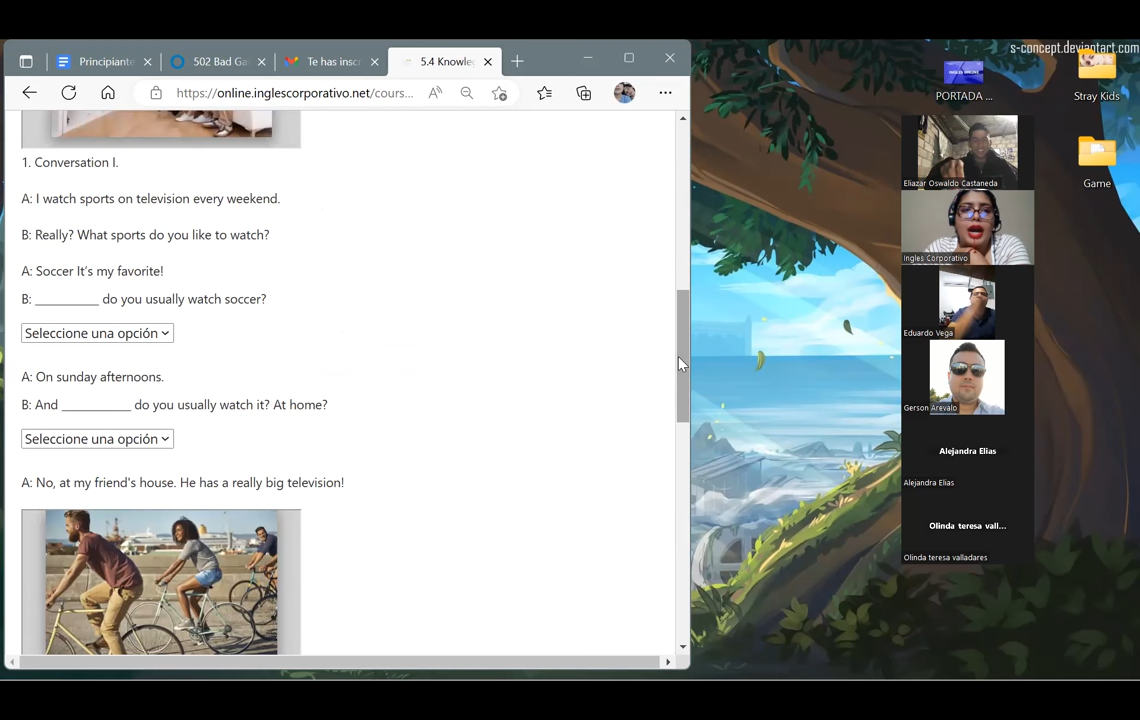 s-concept.deviantart.com
Principiante
502 Bad Ga
Te has inscr
5.4 Knowle
https://online.inglescorporativo.net/cours...
1. Conversation I.
A: I watch sports on television every weekend.
B: Really? What sports do you like to watch?
A: Soccer It's my favorite!
B: __________ do you usually watch soccer?
Seleccione una opción
A: On sunday afternoons.
B: And ___________ do you usually watch it? At home?
Seleccione una opción
A: No, at my friend's house. He has a really big television!
INGLES ONLINE
PORTADA ...
Stray Kids
Game
Eliazar Oswaldo Castaneda
Ingles Corporativo
Eduardo Vega
Gerson Arevalo
Alejandra Elias
Alejandra Elias
Olinda teresa vall...
Olinda teresa valladares